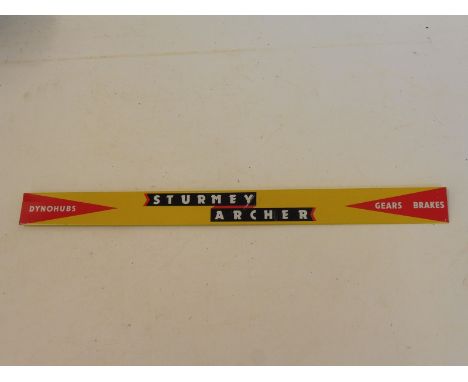 DYNOHUBS
STURMEY
ARCHER
GEARS BRAKES